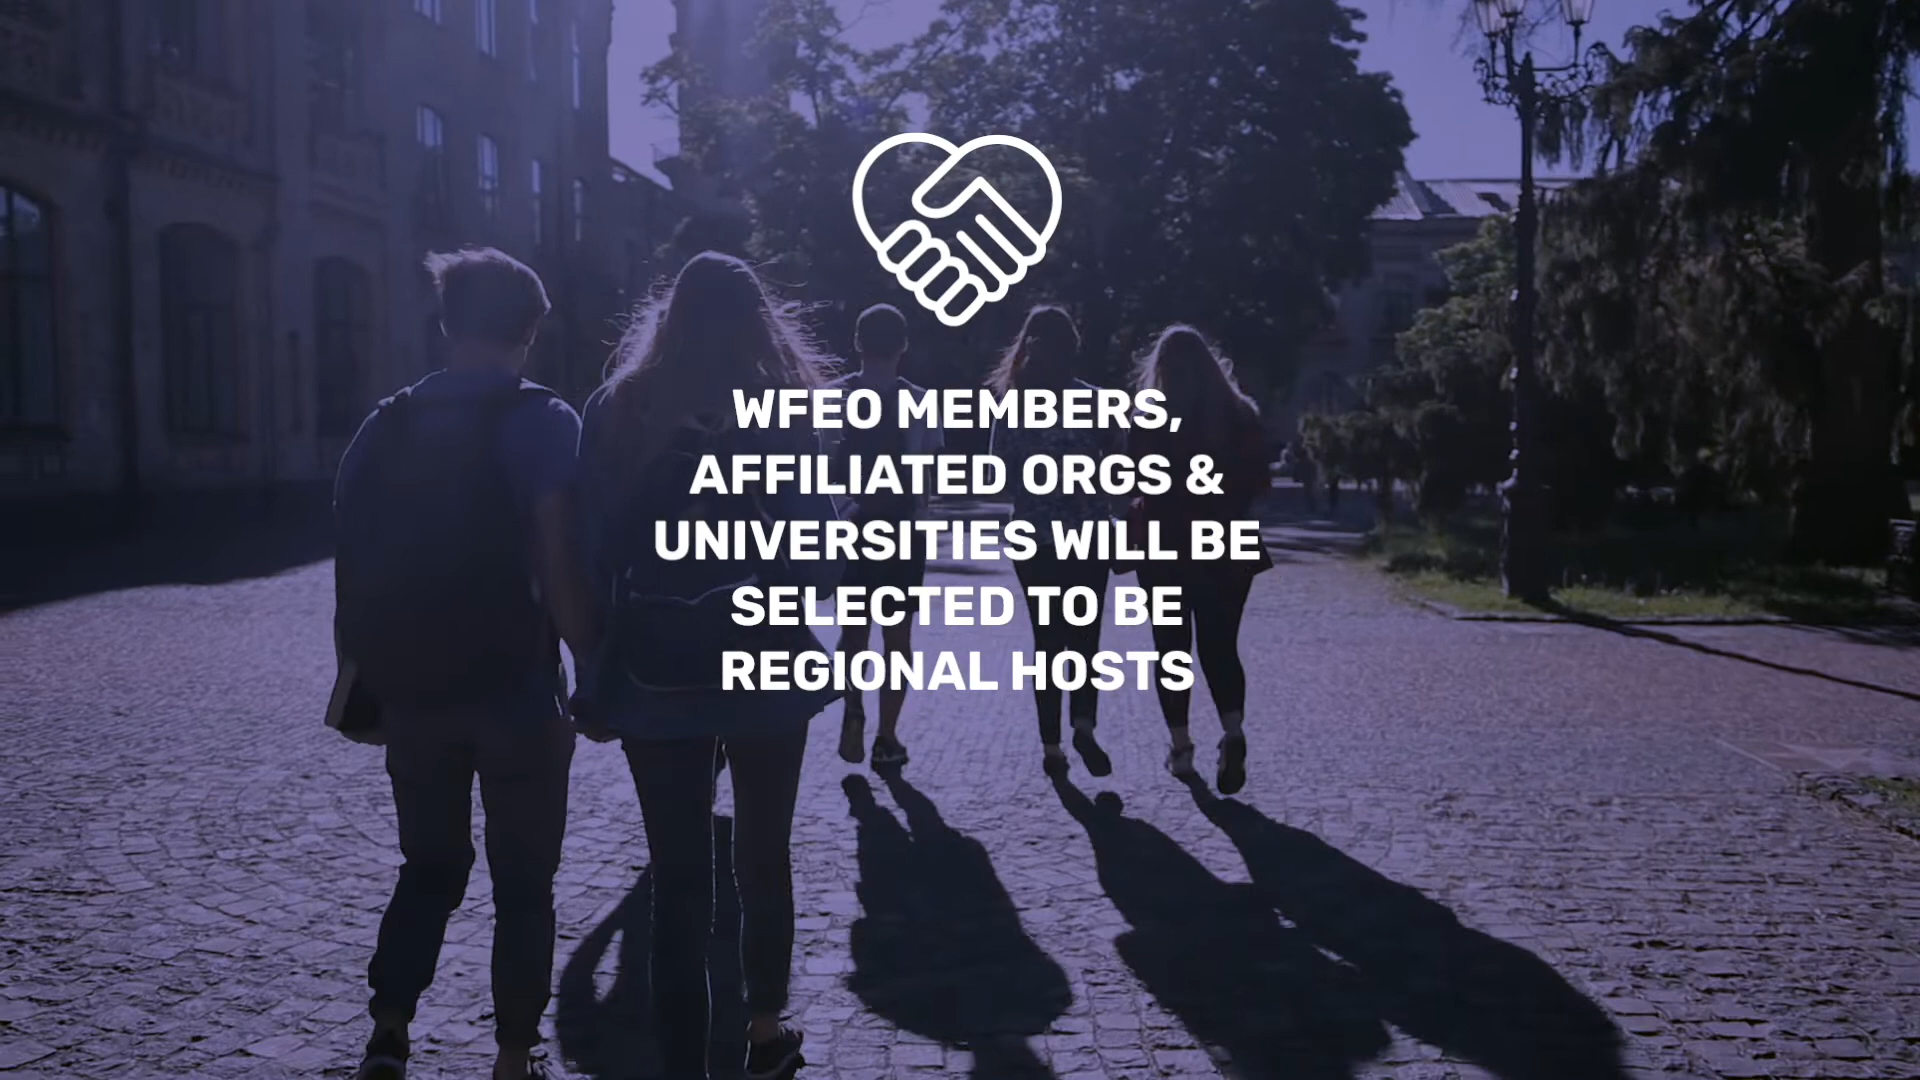 WFEO MEMBERS,
AFFILIATED ORGS &
UNIVERSITIES WILL BE
SELECTED TO BE
REGIONAL HOSTS